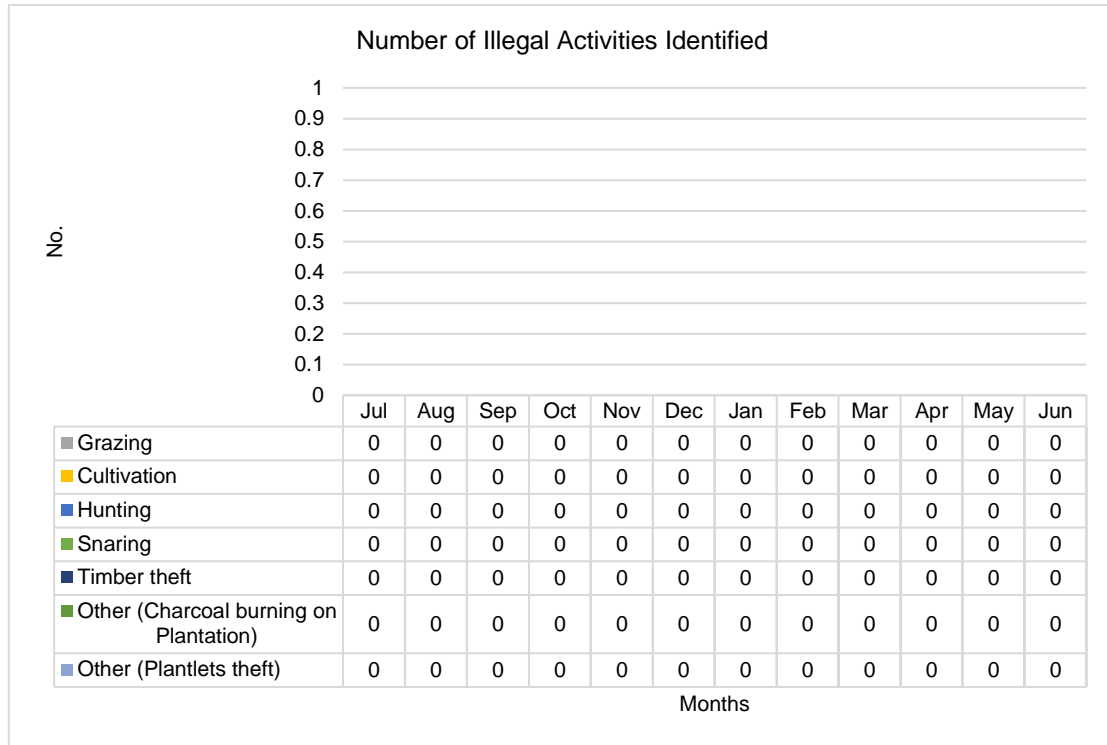 Number of Illegal Activities Identified
1
0.9
0.8
0.7
0.6
0.5
0.4
0.3
0.2
0.1
0
No.
Jul Aug Sep Oct Nov Dec Jan Feb Mar Apr May Jun
Grazing 0 0 0 0 0 0 0 0 0 0 0 0
Cultivation 0 0 0 0 0 0 0 0 0 0 0 0
Hunting 0 0 0 0 0 0 0 0 0 0 0 0
Snaring 0 0 0 0 0 0 0 0 0 0 0 0
Timber theft 0 0 0 0 0 0 0 0 0 0 0 0
Other (Charcoal burning on
Plantation) 0 0 0 0 0 0 0 0 0 0 0 0
Other (Plantlets theft) 0 0 0 0 0 0 0 0 0 0 0 0
Months